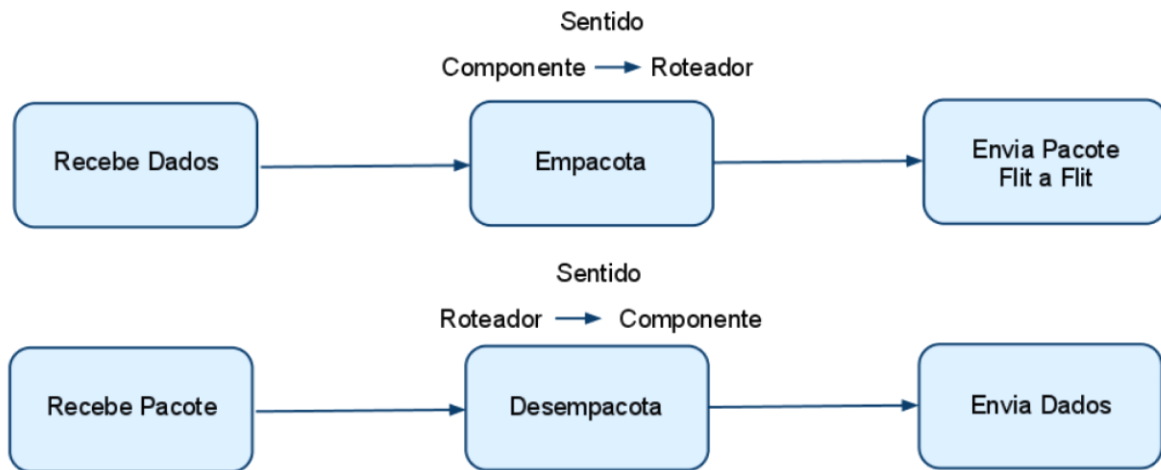 Sentido
Componente Roteador
Recebe Dados
Empacota
Envia Pacote
Flit a Flit
Sentido
Roteador Componente
Recebe Pacote
Desempacota
Envia Dados